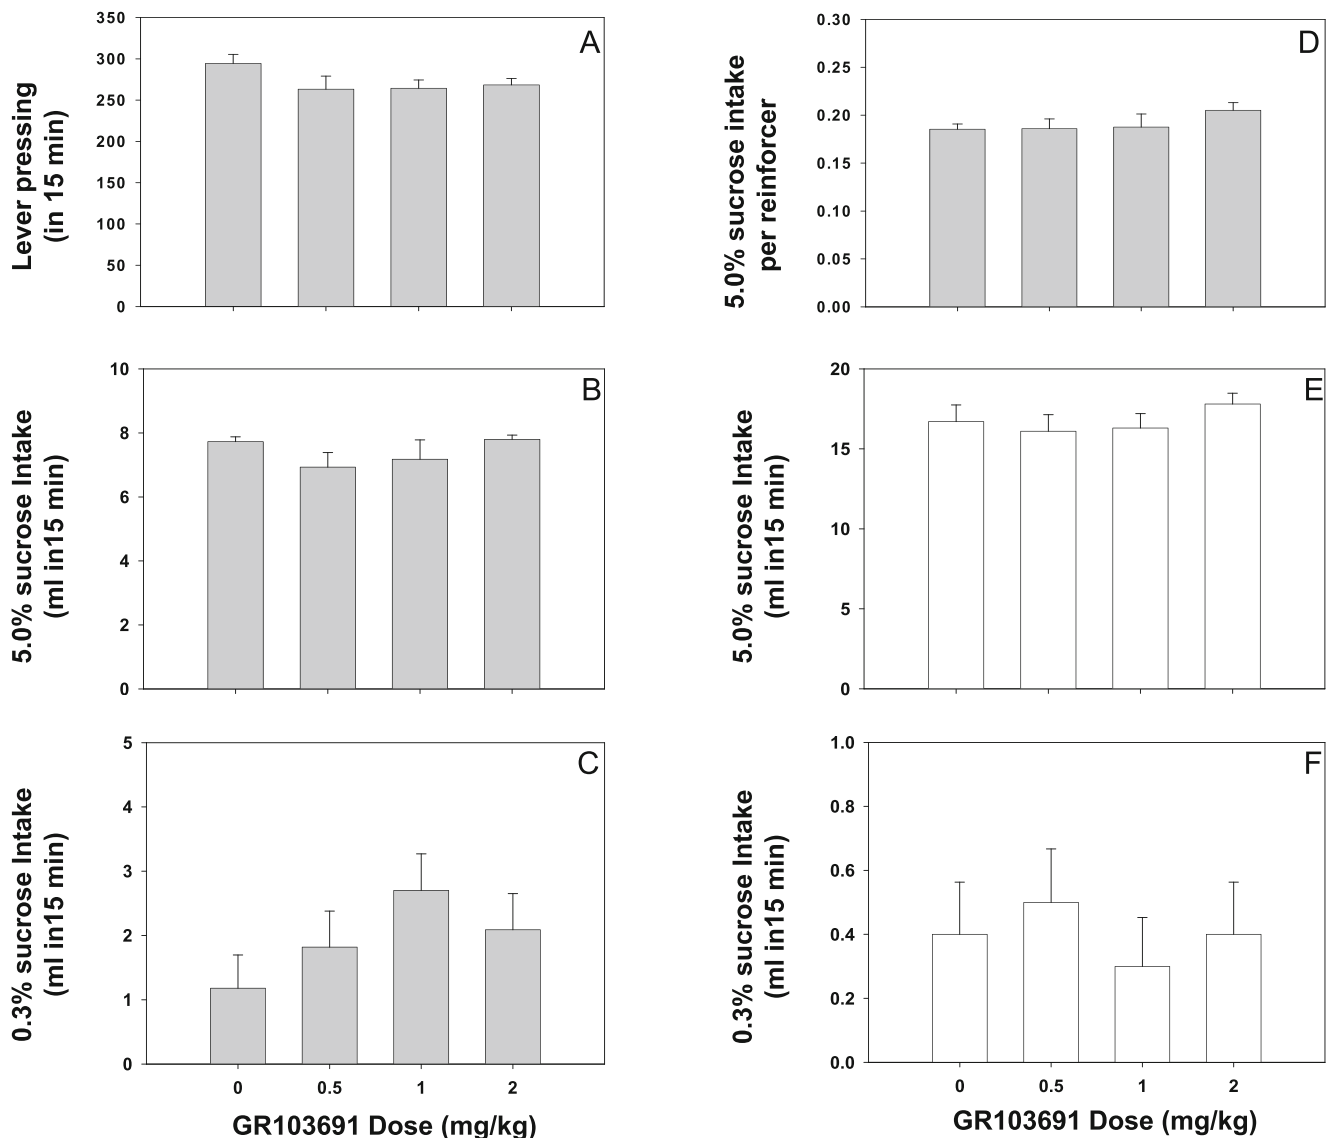 A
Lever pressing
(in 15 min)
350
300
250
200
150
100
50
0
D
5.0% sucrose intake
per reinforcer
0.30
0.25
0.20
0.15
0.10
0.05
0.00
B
5.0% sucrose Intake
(ml in15 min)
10
8
6
4
2
0
E
5.0% sucrose Intake
(ml in15 min)
20
15
10
5
0
C
0.3% sucrose Intake
(ml in15 min)
5
4
3
2
1
0
0 0.5 1 2
GR103691 Dose (mg/kg)
F
0.3% sucrose Intake
(ml in15 min)
1.0
0.8
0.6
0.4
0.2
0.0
0 0.5 1 2
GR103691 Dose (mg/kg)